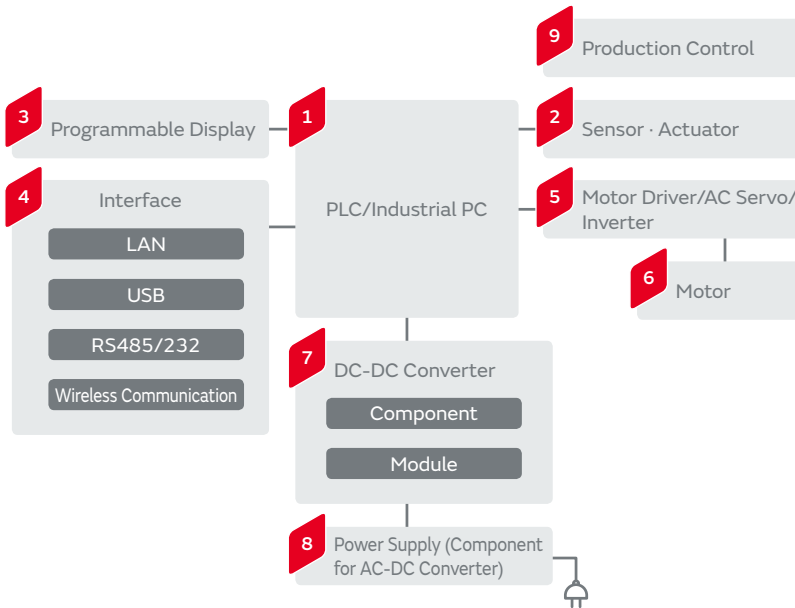 9
Production Control
3
Programmable Display
1
PLC/Industrial PC
2
Sensor · Actuator
4
Interface
LAN
USB
RS485/232
Wireless Communication
5
Motor Driver/AC Servo/
Inverter
6
Motor
7
DC-DC Converter
Component
Module
8
Power Supply (Component
for AC-DC Converter)